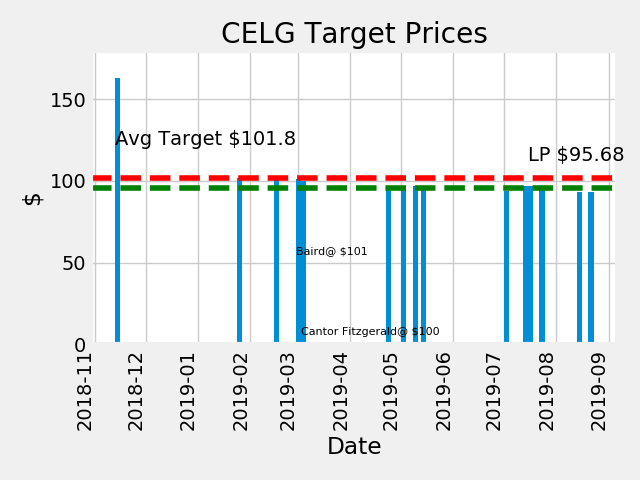 CELG Target Prices
150
Avg Target $101.8
LP $95.68
100
Baird@ $101
50
Cantor Fitzgerald@ $100
0
$
2018-11
2018-12
2019-01
2019-02
2019-03
2019-04
2019-05
2019-06
2019-07
2019-08
2019-09
Date